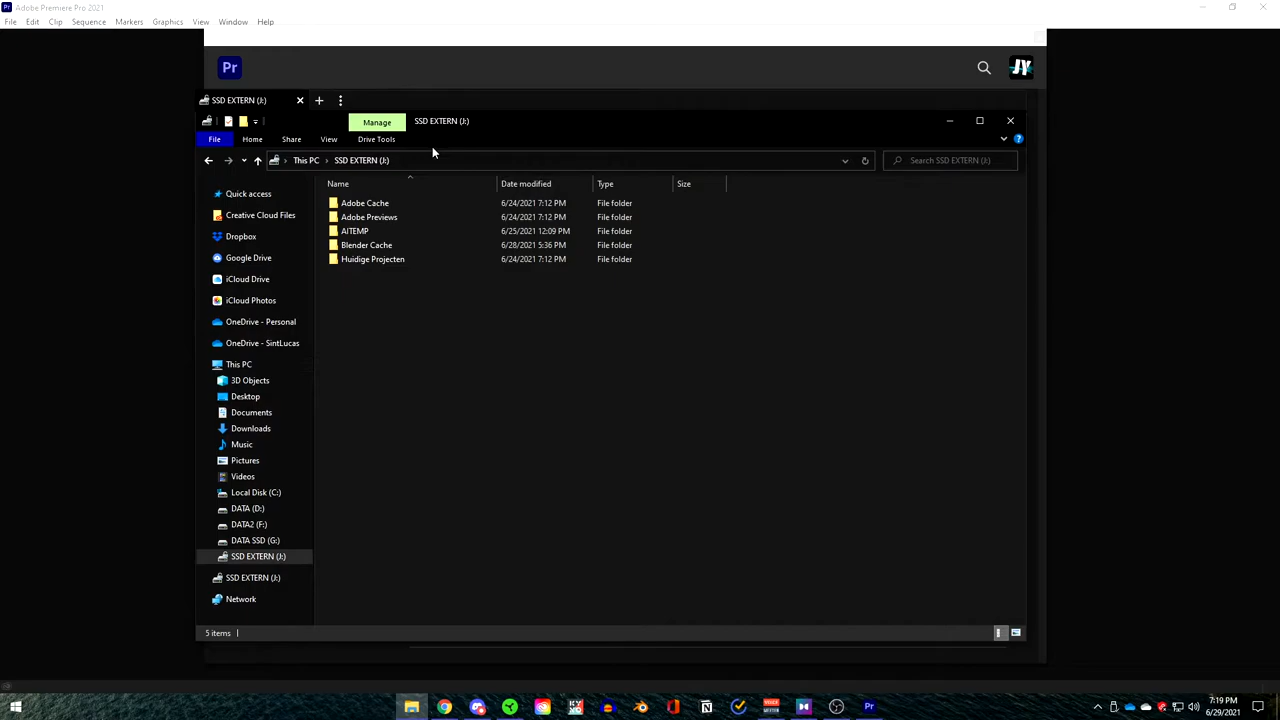 Adobe Premiere Pro 2021
File Edit Clip Sequence Markers Graphics View Window Help
Pr
JY
SSD EXTERN (J:)
Manage SSD EXTERN (J:)
File Home Share View Drive Tools
This PC SSD EXTERN (J:) Search SSD EXTERN (J:)
Name Date modified Type Size
Adobe Cache 6/24/2021 7:12 PM File folder
Adobe Previews 6/24/2021 7:12 PM File folder
AITEMP 6/25/2021 12:09 PM File folder
Blender Cache 6/28/2021 5:36 PM File folder
Huidige Projecten 6/24/2021 7:12 PM File folder
Quick access
Creative Cloud Files
Dropbox
Google Drive
iCloud Drive
iCloud Photos
OneDrive - Personal
OneDrive - SintLucas
This PC
3D Objects
Desktop
Documents
Downloads
Music
Pictures
Videos
Local Disk (C:)
DATA (D:)
DATA2 (F:)
DATA SSD (G:)
SSD EXTERN (J:)
SSD EXTERN (J:)
Network
5 items
Pr
7:19 PM
6/29/2021